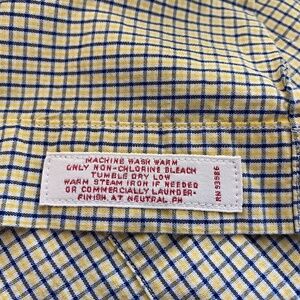 MACHINE WASH WARM
ONLY NON-CHLORINE BLEACH
TUMBLE DRY LOW
WARM STEAM IRON IF NEEDED
OR COMMERCIALLY LAUNDER-
FINISH AT NEUTRAL PH
RN 93986